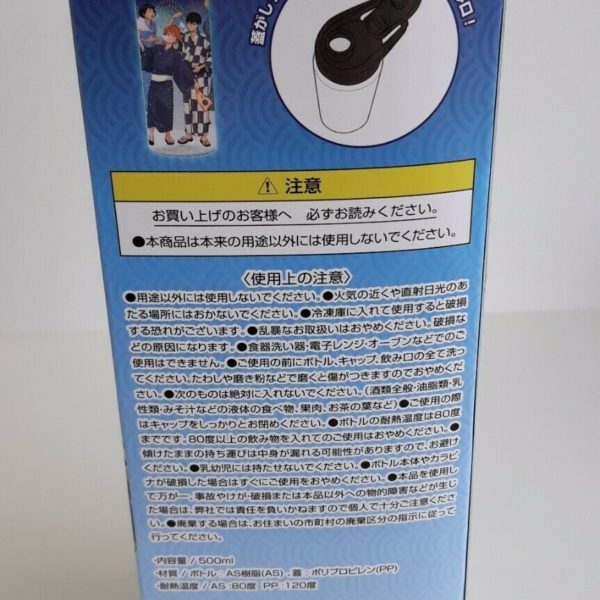 蓋がし
ロ!
⚠ 注意
お買い上げのお客様へ 必ずお読みください。
●本商品は本来の用途以外には使用しないでください。
〈使用上の注意〉
●用途以外には使用しないでください。●火気の近くや直射日光のあ
たる場所にはおかないでください。●冷凍庫に入れて使用すると破損
する恐れがございます。●乱暴なお取扱いはおやめください。破損な
どの原因になります。●食器洗い器・電子レンジ・オーブンなどでのご
使用はできません。●ご使用の前にボトル、キャップ、飲み口の全て洗っ
てください。たわしや磨き粉などで磨くと傷がつきますのでおやめくだ
さい。●次のものは絶対に入れないでください。(酒類全般・油脂類・乳
性類・みそ汁などの液体の食べ物、果肉、お茶の葉など)●ご使用の際
はキャップをしっかりとお閉めください。●ボトルの耐熱温度は80度
までです。80度以上の飲み物を入れてのご使用はおやめください。●
傾けたままの持ち運びは中身が漏れる可能性がありますので、お避け
ください。●乳幼児には持たせないでください。●ボトル本体やカラビ
ナが破損した場合はすぐにご使用をおやめください。●本品を使用し
て万が一、事故やけが・破損または本品以外への物的障害などが生じ
た場合は、弊社では責任を負いかねますので個人で十分ご注意くださ
い。●廃棄する場合は、お住まいの市町村の廃棄区分の指示に従って
行ってください。
・内容量 / 500ml
・材質 / ボトル:AS樹脂(AS)、蓋:ポリプロピレン(PP)
・耐熱温度 / AS:80度 PP:120度